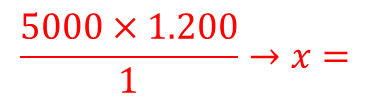 5000 × 1.200
1
→ x =